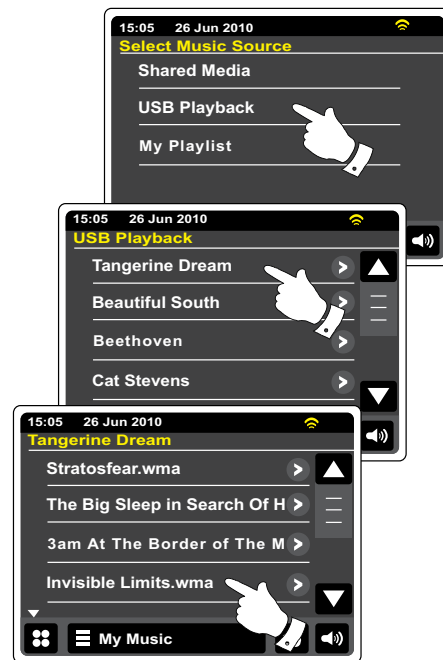 15:05 26 Jun 2010
Select Music Source
Shared Media
USB Playback
My Playlist
15:05 26 Jun 2010
USB Playback
Tangerine Dream
Beautiful South
Beethoven
Cat Stevens
15:05 26 Jun 2010
Tangerine Dream
Stratosfear.wma
The Big Sleep in Search Of H
3am At The Border of The M
Invisible Limits.wma
My Music